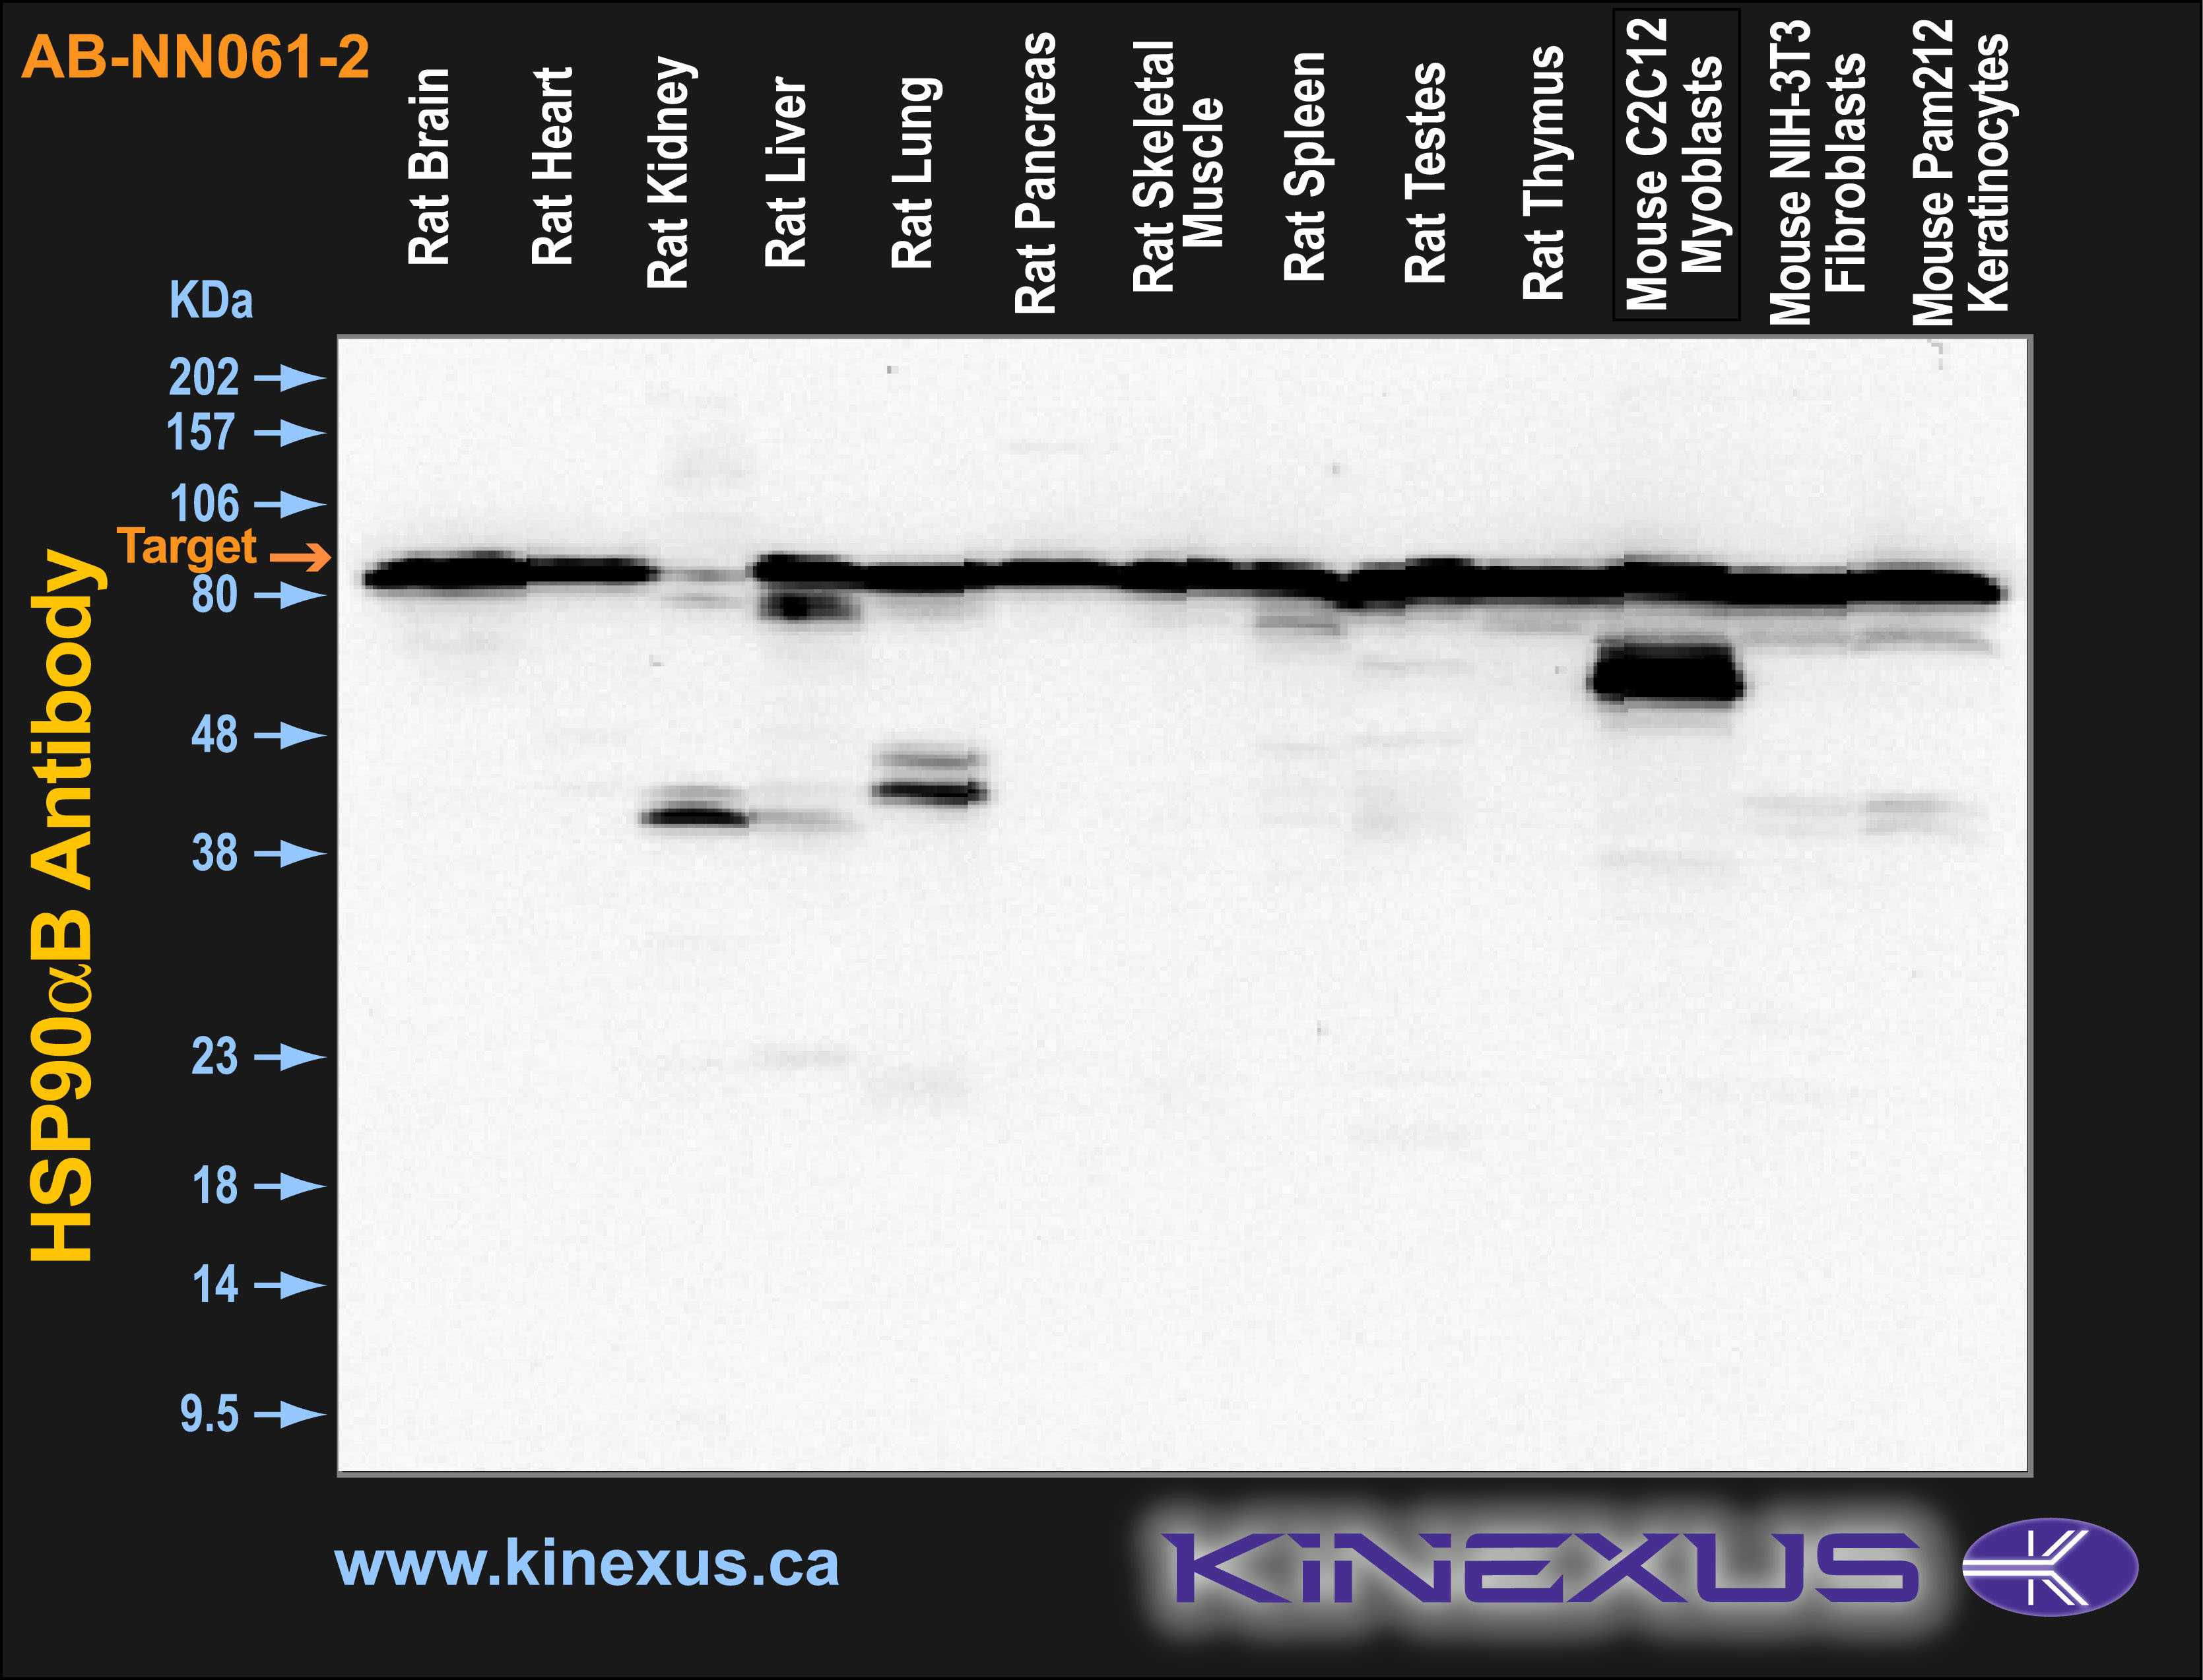 AB-NN061-2
Rat Brain
Rat Heart
Rat Kidney
Rat Liver
Rat Lung
Rat Pancreas
Rat Skeletal
Muscle
Rat Spleen
Rat Testes
Rat Thymus
Mouse C2C12
Myoblasts
Mouse NIH-3T3
Fibroblasts
Mouse Pam212
Keratinocytes
KDa
202
157
106
Target
80
48
38
23
18
14
9.5
HSP90αB Antibody
www.kinexus.ca
KiNEXUS